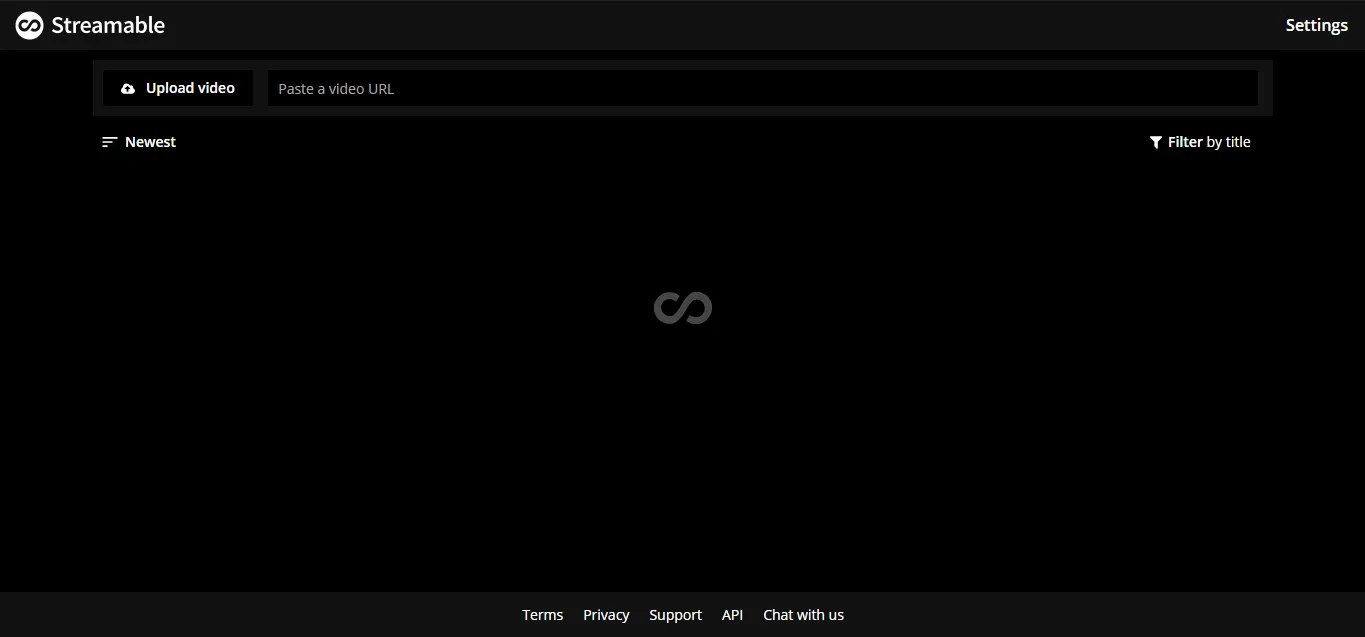 Streamable
Settings
Upload video
Paste a video URL
Newest
Filter by title
Terms Privacy Support API Chat with us